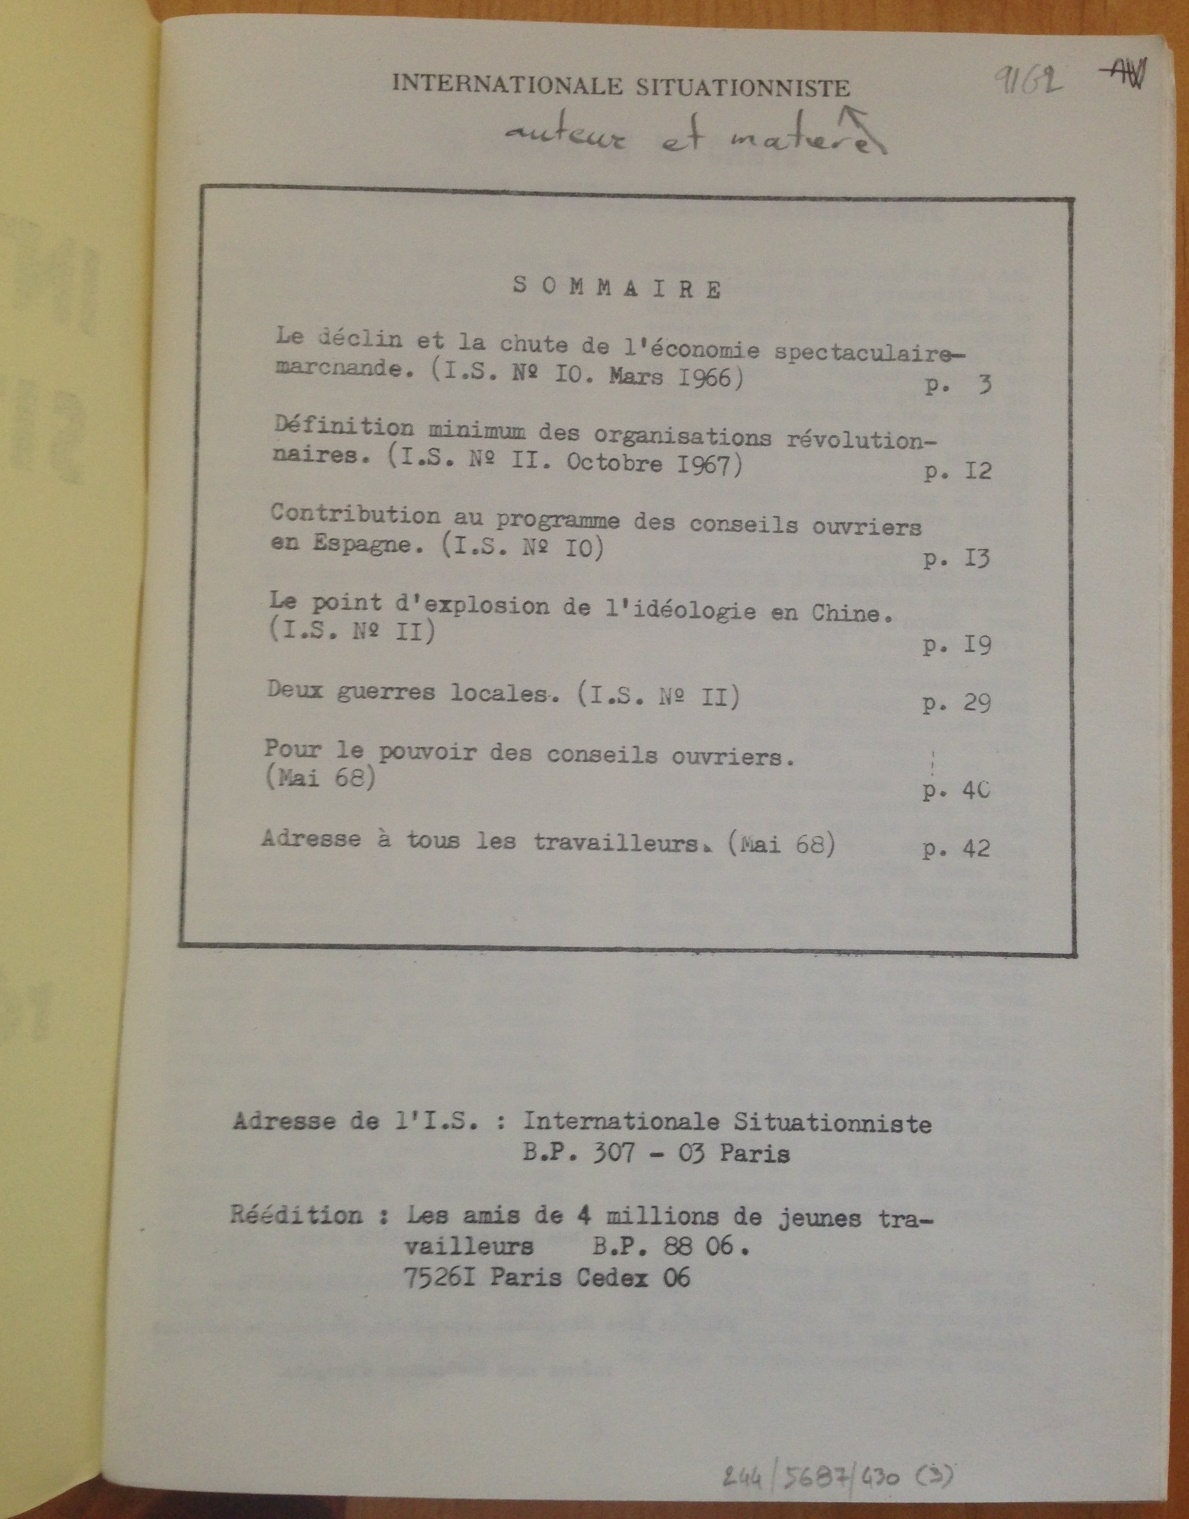 INTERNATIONALE SITUATIONNISTE
9162
auteur et matière
SOMMAIRE
Le déclin et la chute de l'économie spectaculaire-
marcnande. (I.S. Nº IO. Mars I966) p. 3
Définition minimum des organisations révolution-
naires. (I.S. Nº II. Octobre I967) p. I2
Contribution au programme des conseils ouvriers
en Espagne. (I.S. Nº IO) p. I3
Le point d'explosion de l'idéologie en Chine.
(I.S. Nº II) p. I9
Deux guerres locales. (I.S. Nº II) p. 29
Pour le pouvoir des conseils ouvriers.
(Mai 68) p. 40
Adresse à tous les travailleurs. (Mai 68) p. 42
Adresse de l'I.S. : Internationale Situationniste
B.P. 307 - 03 Paris
Réédition : Les amis de 4 millions de jeunes tra-
vailleurs B.P. 88 06.
7526I Paris Cedex 06
244/5687/430 (3)